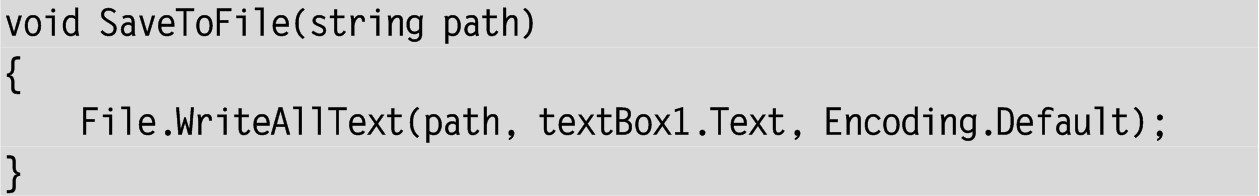 void SaveToFile(string path)
{
    File.WriteAllText(path, textBox1.Text, Encoding.Default);
}